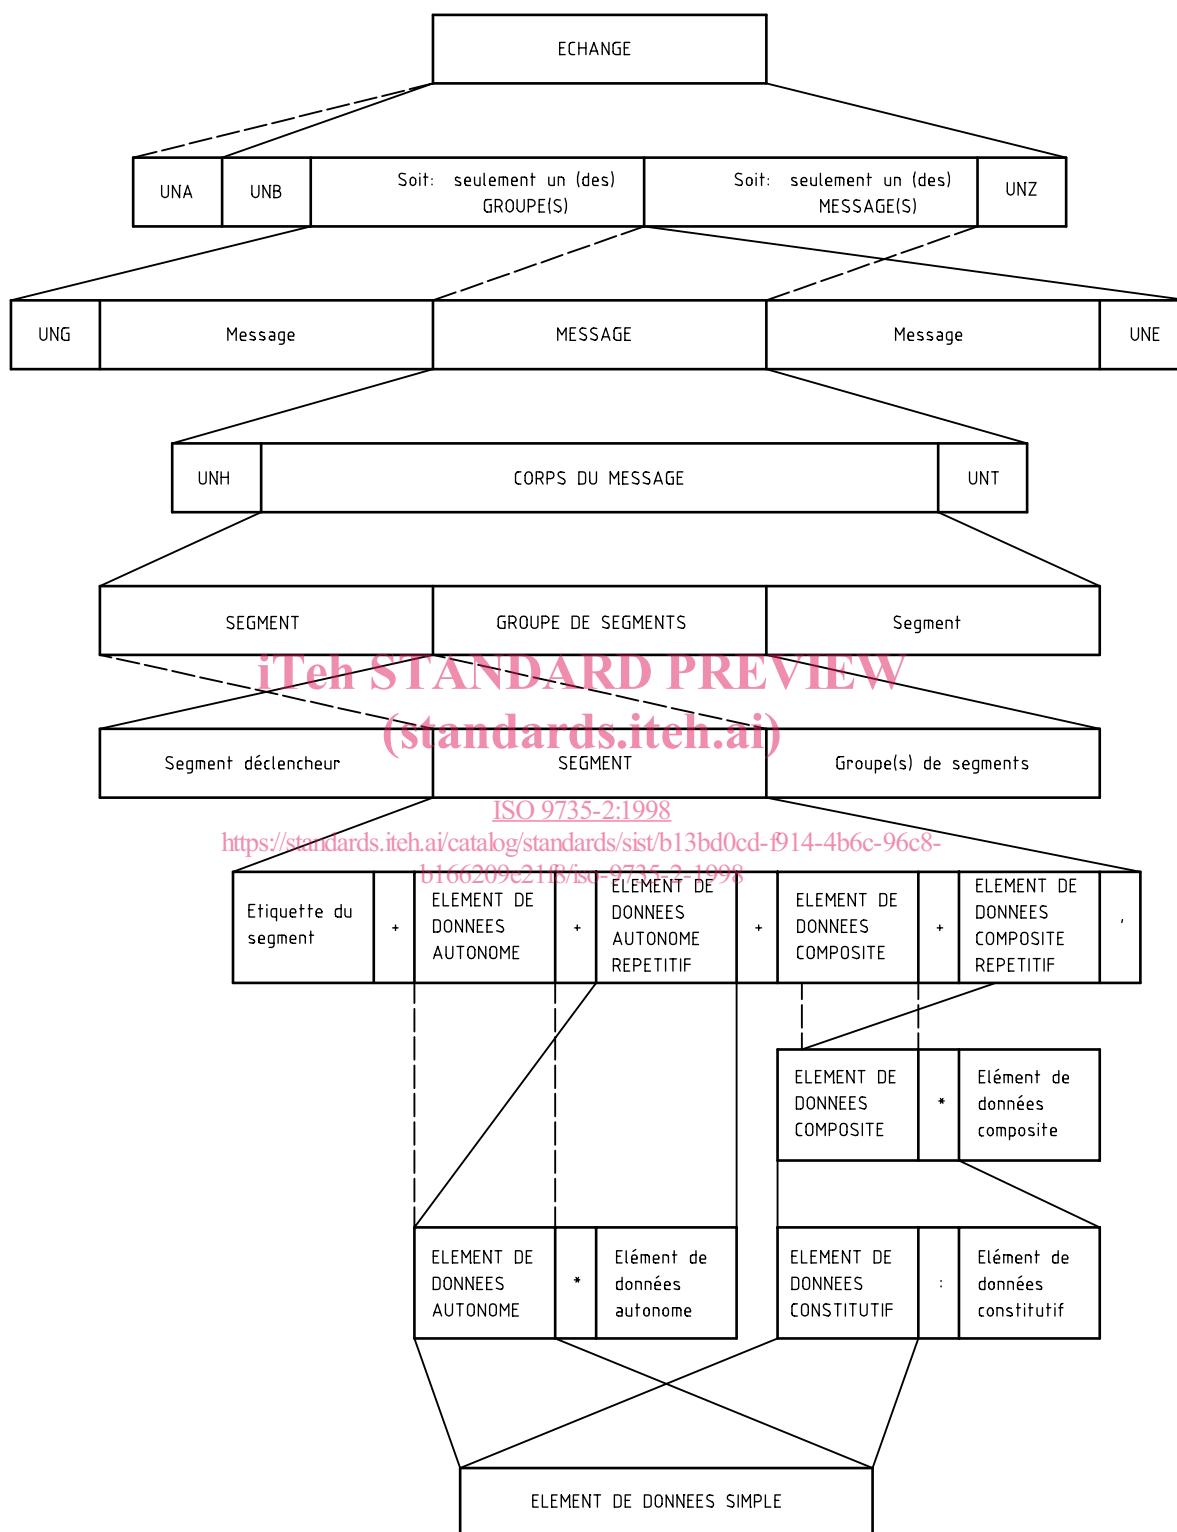 ECHANGE
UNA
UNB
Soit: seulement un (des)
GROUPE(S)
Soit: seulement un (des)
MESSAGE(S)
UNZ
UNG
Message
MESSAGE
Message
UNE
UNH
CORPS DU MESSAGE
UNT
SEGMENT
GROUPE DE SEGMENTS
Segment
iTeh STANDARD PREVIEW
(standards.iteh.ai)
Segment déclencheur
SEGMENT
Groupe(s) de segments
ISO 9735-2:1998
https://standards.iteh.ai/catalog/standards/sist/b13bd0cd-f914-4b6c-96c8-
b166209e21f8/iso-9735-2-1998
Etiquette du
segment
+
ELEMENT DE
DONNEES
AUTONOME
+
ELEMENT DE
DONNEES
AUTONOME
REPETITIF
+
ELEMENT DE
DONNEES
COMPOSITE
+
ELEMENT DE
DONNEES
COMPOSITE
REPETITIF
'
ELEMENT DE
DONNEES
COMPOSITE
*
Elément de
données
composite
ELEMENT DE
DONNEES
AUTONOME
*
Elément de
données
autonome
ELEMENT DE
DONNEES
CONSTITUTIF
:
Elément de
données
constitutif
ELEMENT DE DONNEES SIMPLE